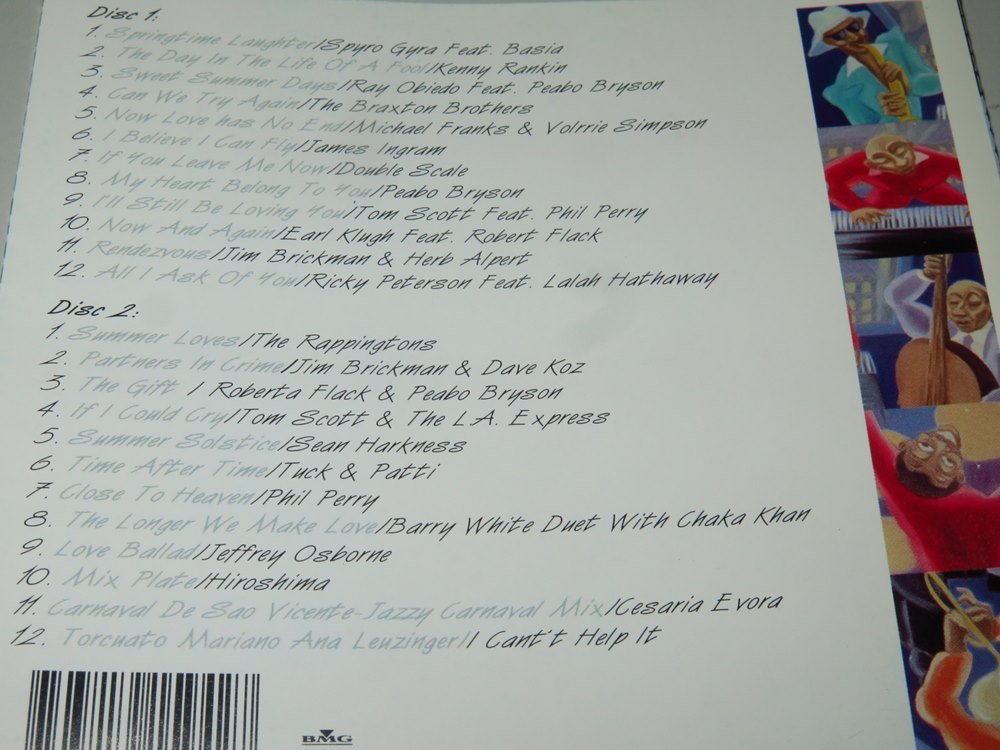 Disc 1:
1. Springtime Laughter/Spyro Gyra Feat. Basia
2. The Day In The Life Of A Fool/Kenny Rankin
3. Sweet Summer Days/Ray Obiedo Feat. Peabo Bryson
4. Can We Try Again/The Braxton Brothers
5. Now Love has No End/Michael Franks & Volrrie Simpson
6. I Believe I Can Fly/James Ingram
7. If You Leave Me Now/Double Scale
8. My Heart Belong To You/Peabo Bryson
9. I'll Still Be Loving You/Tom Scott Feat. Phil Perry
10. Now And Again/Earl Klugh Feat. Robert Flack
11. Rendezvous/Jim Brickman & Herb Alpert
12. All I Ask Of You/Ricky Peterson Feat. Lalah Hathaway
Disc 2:
1. Summer Loves/The Rappingtons
2. Partners In Crime/Jim Brickman & Dave Koz
3. The Gift / Roberta Flack & Peabo Bryson
4. If I Could Cry/Tom Scott & The L.A. Express
5. Summer Solstice/Sean Harkness
6. Time After Time/Tuck & Patti
7. Close To Heaven/Phil Perry
8. The Longer We Make Love/Barry White Duet With Chaka Khan
9. Love Ballad/Jeffrey Osborne
10. Mix Plate/Hiroshima
11. Carnaval De Sao Vicente-Jazzy Carnaval Mix/Cesaria Evora
12. Torcuato Mariano Ana Leuzinger/I Cant't Help It
BMG